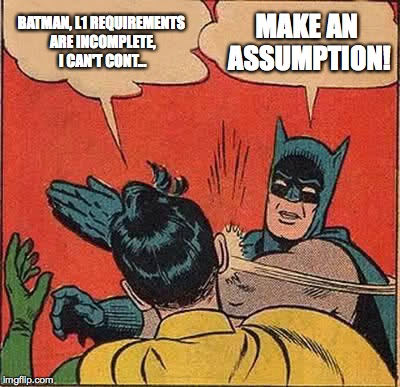 BATMAN, L1 REQUIREMENTS
ARE INCOMPLETE,
I CAN'T CONT...
MAKE AN
ASSUMPTION!
imgflip.com